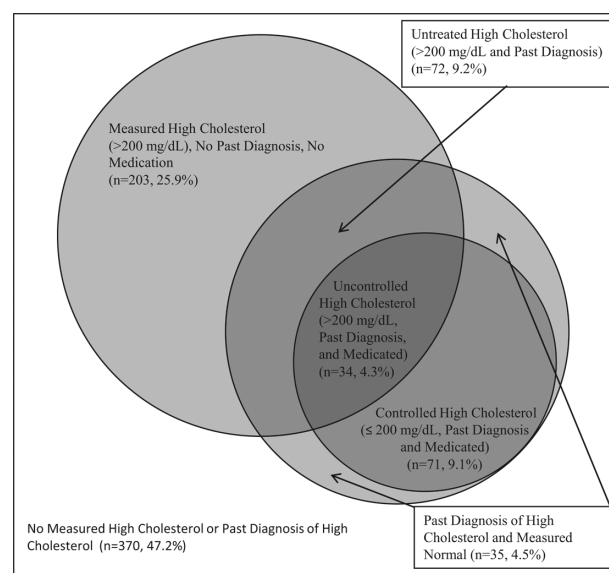 Untreated High Cholesterol
(>200 mg/dL and Past Diagnosis)
(n=72, 9.2%)
Measured High Cholesterol
(>200 mg/dL), No Past Diagnosis, No
Medication
(n=203, 25.9%)
Uncontrolled
High Cholesterol
(>200 mg/dL,
Past Diagnosis,
and Medicated)
(n=34, 4.3%)
Controlled High Cholesterol
(≤ 200 mg/dL, Past Diagnosis
and Medicated)
(n=71, 9.1%)
No Measured High Cholesterol or Past Diagnosis of High
Cholesterol (n=370, 47.2%)
Past Diagnosis of High
Cholesterol and Measured
Normal (n=35, 4.5%)